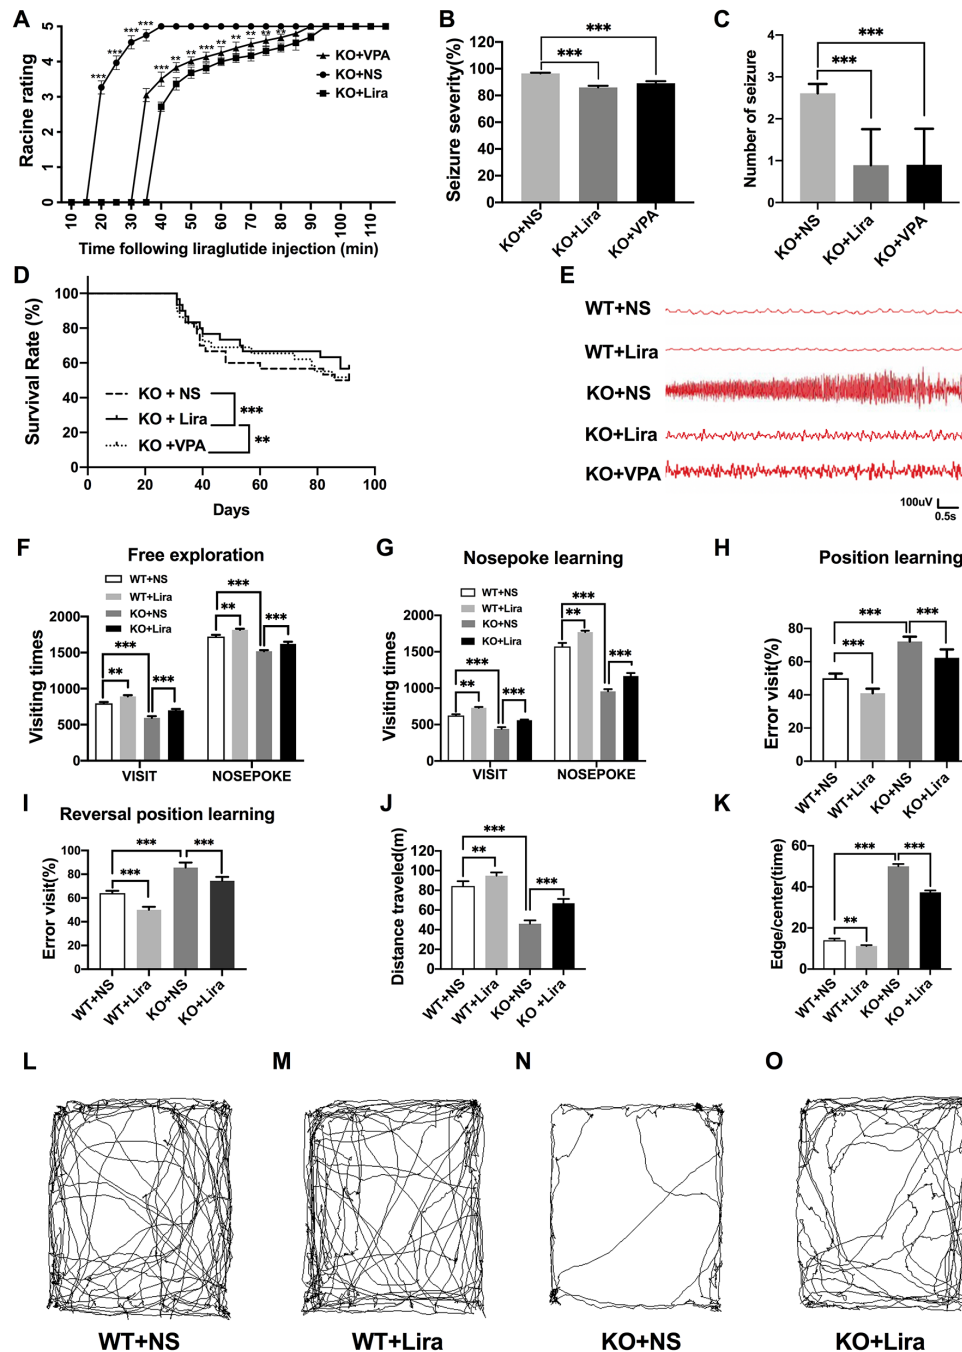 A
Racine rating
5
4
3
2
1
0
*** *** *** *** *** ** ** *** ** ** ** ** **
KO+VPA
KO+NS
KO+Lira
10 20 30 40 50 60 70 80 90 100 110
Time following liraglutide injection (min)
B
Seizure severity(%)
120
100
80
60
40
20
0
***
***
KO+NS KO+Lira KO+VPA
C
Number of seizure
4
3
2
1
0
***
***
KO+NS KO+Lira KO+VPA
D
Survival Rate (%)
100
80
60
40
20
0
KO + NS
KO + Lira
KO +VPA
***
**
0 20 40 60 80 100
Days
E
WT+NS
WT+Lira
KO+NS
KO+Lira
KO+VPA
100uV
0.5s
F
Free exploration
WT+NS
WT+Lira
KO+NS
KO+Lira
Visiting times
2000
1500
1000
500
0
***
** ***
***
** ***
VISIT NOSEPOKE
G
Nosepoke learning
WT+NS
WT+Lira
KO+NS
KO+Lira
Visiting times
2000
1500
1000
500
0
***
** ***
***
** ***
VISIT NOSEPOKE
H
Position learning
Error visit(%)
80
60
40
20
0
*** ***
***
WT+NS WT+Lira KO+NS KO+Lira
I
Reversal position learning
Error visit(%)
100
80
60
40
20
0
*** ***
***
WT+NS WT+Lira KO+NS KO+Lira
J
Distance traveled(m)
120
100
80
60
40
20
0
***
**
***
WT+NS WT+Lira KO+NS KO +Lira
K
Edge/center(time)
60
40
20
0
*** ***
**
WT+NS WT+Lira KO+NS KO +Lira
L M N O
WT+NS WT+Lira KO+NS KO+Lira